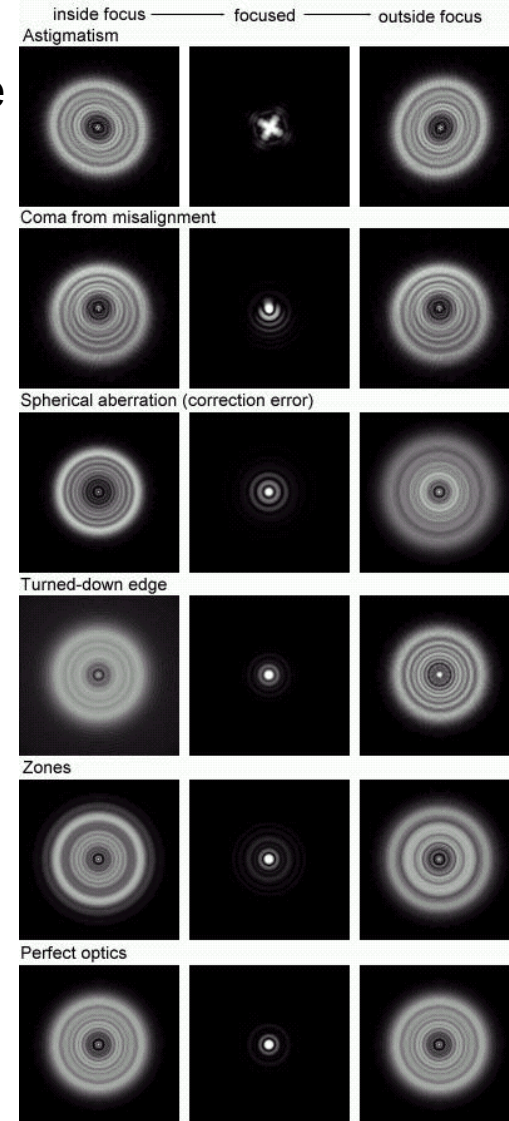 inside focus focused outside focus
Astigmatism
e
Coma from misalignment
Spherical aberration (correction error)
Turned-down edge
Zones
Perfect optics